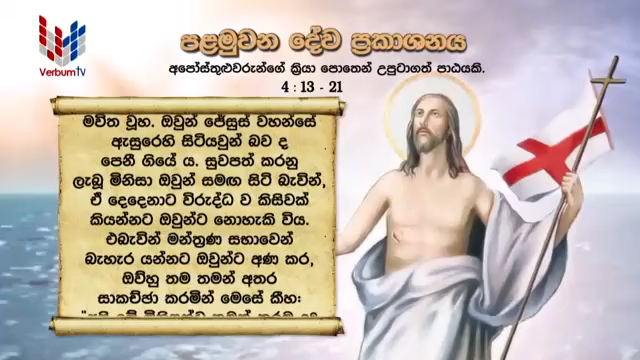 VerbumTV
පළමුවන දේව ප්‍රකාශනය
අපෝස්තුළුවරුන්ගේ ක්‍රියා පොතෙන් උපුටාගත් පාඨයකි.
4 : 13 - 21
මවිත වූහ. ඔවුන් ජේසුස් වහන්සේ
ඇසුරෙහි සිටියවුන් බව ද
පෙනී ගියේ ය. සුවපත් කරනු
ලැබූ මිනිසා ඔවුන් සමඟ සිටි බැවින්,
ඒ දෙදෙනාට විරුද්ධ ව කිසිවක්
කියන්නට ඔවුන්ට නොහැකි විය.
එබැවින් මන්ත්‍රණ සභාවෙන්
බැහැර යන්නට ඔවුන්ට අණ කර,
ඔව්හු තම තමන් අතර
සාකච්ඡා කරමින් මෙසේ කීහ: